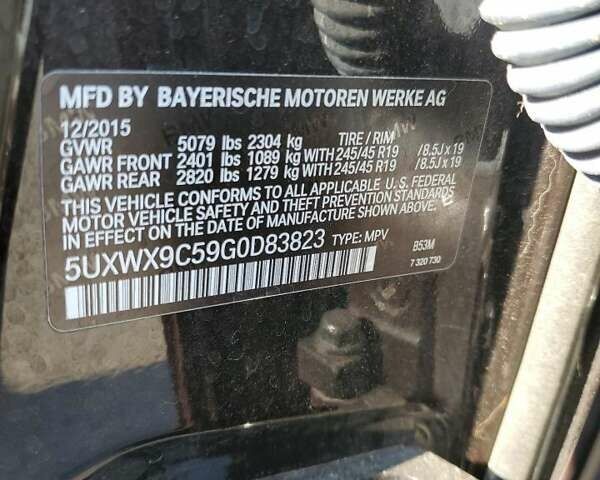 MFD BY BAYERISCHE MOTOREN WERKE AG
12/2015 TIRE / RIM
GVWR 5079 lbs 2304 kg
GAWR FRONT 2401 lbs 1089 kg WITH 245/45 R19 /8.5J x 19
GAWR REAR 2820 lbs 1279 kg WITH 245/45 R19 /8.5J x 19
THIS VEHICLE CONFORMS TO ALL APPLICABLE U.S. FEDERAL
MOTOR VEHICLE SAFETY AND THEFT PREVENTION STANDARDS
IN EFFECT ON THE DATE OF MANUFACTURE SHOWN ABOVE.
5UXWX9C59G0D83823 TYPE: MPV B53M
7 320 730